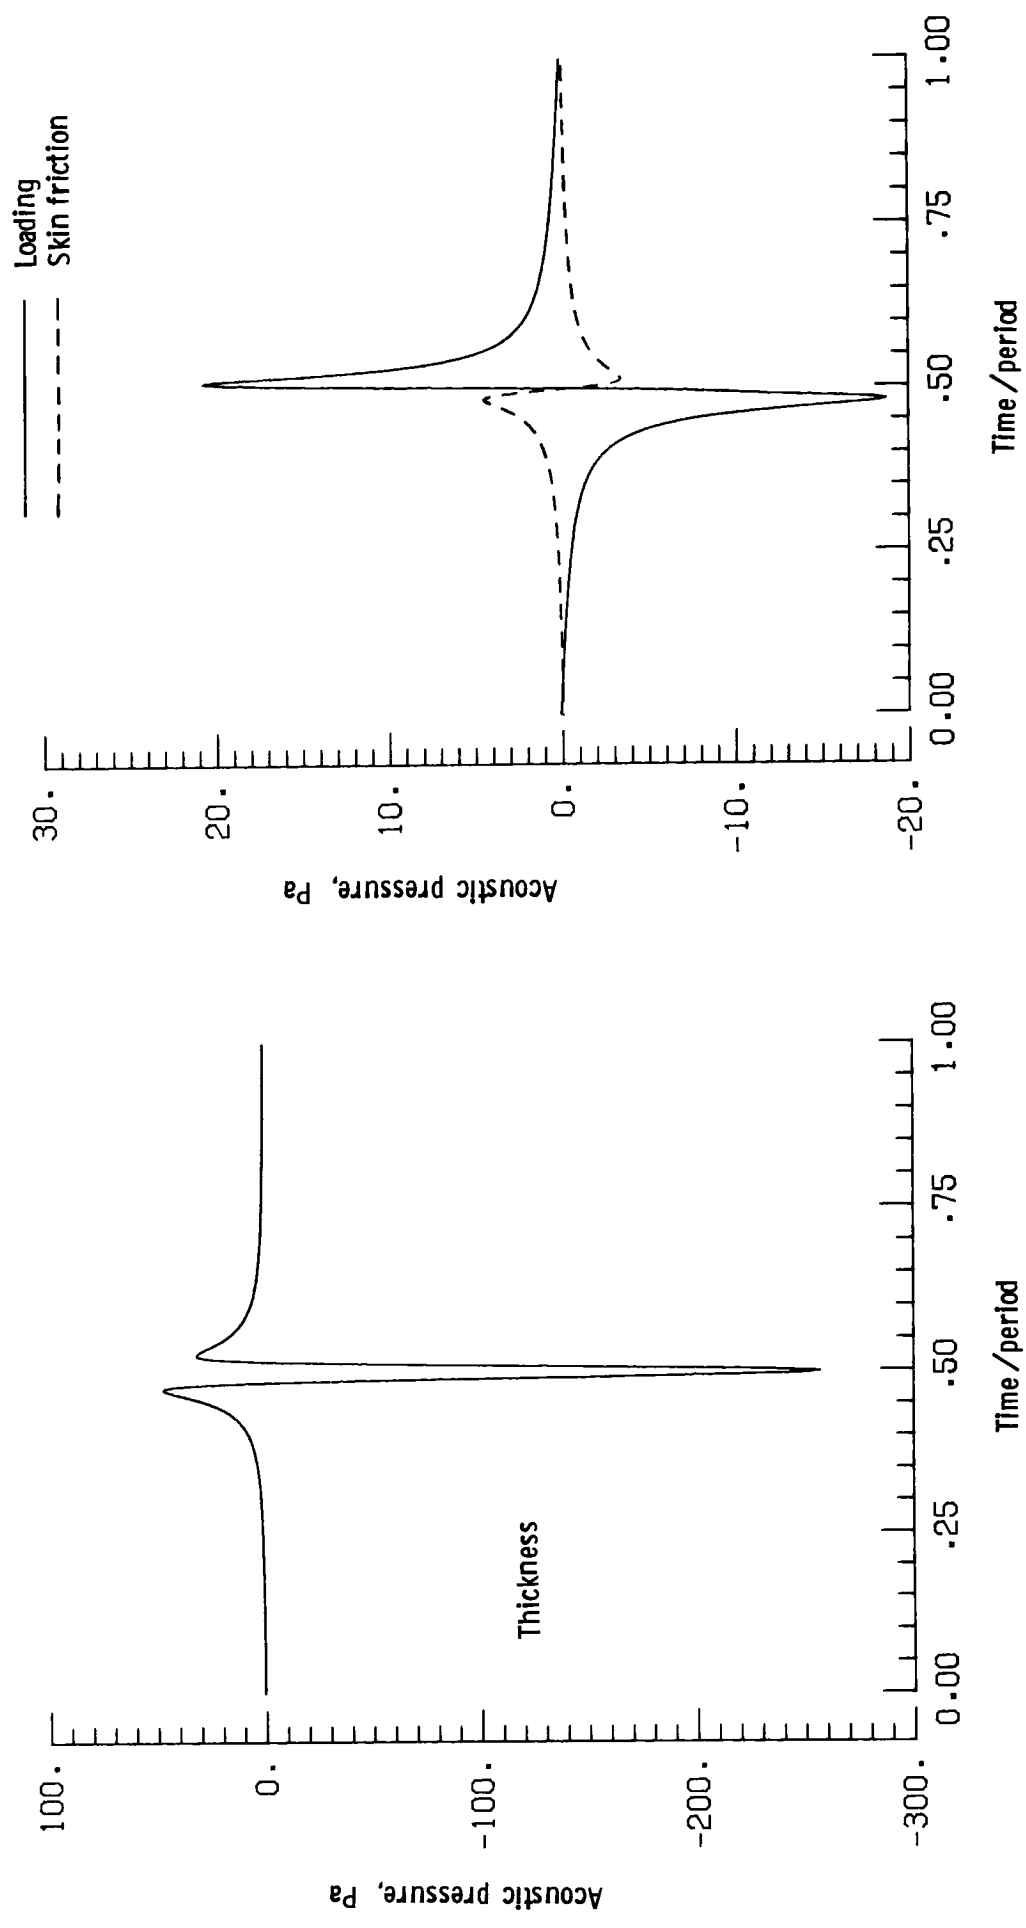 Acoustic pressure, Pa
100.
0.
-100.
-200.
-300.
Thickness
0.00 .25 .50 .75 1.00
Time/period
Loading
Skin friction
Acoustic pressure, Pa
30.
20.
10.
0.
-10.
-20.
0.00 .25 .50 .75 1.00
Time/period